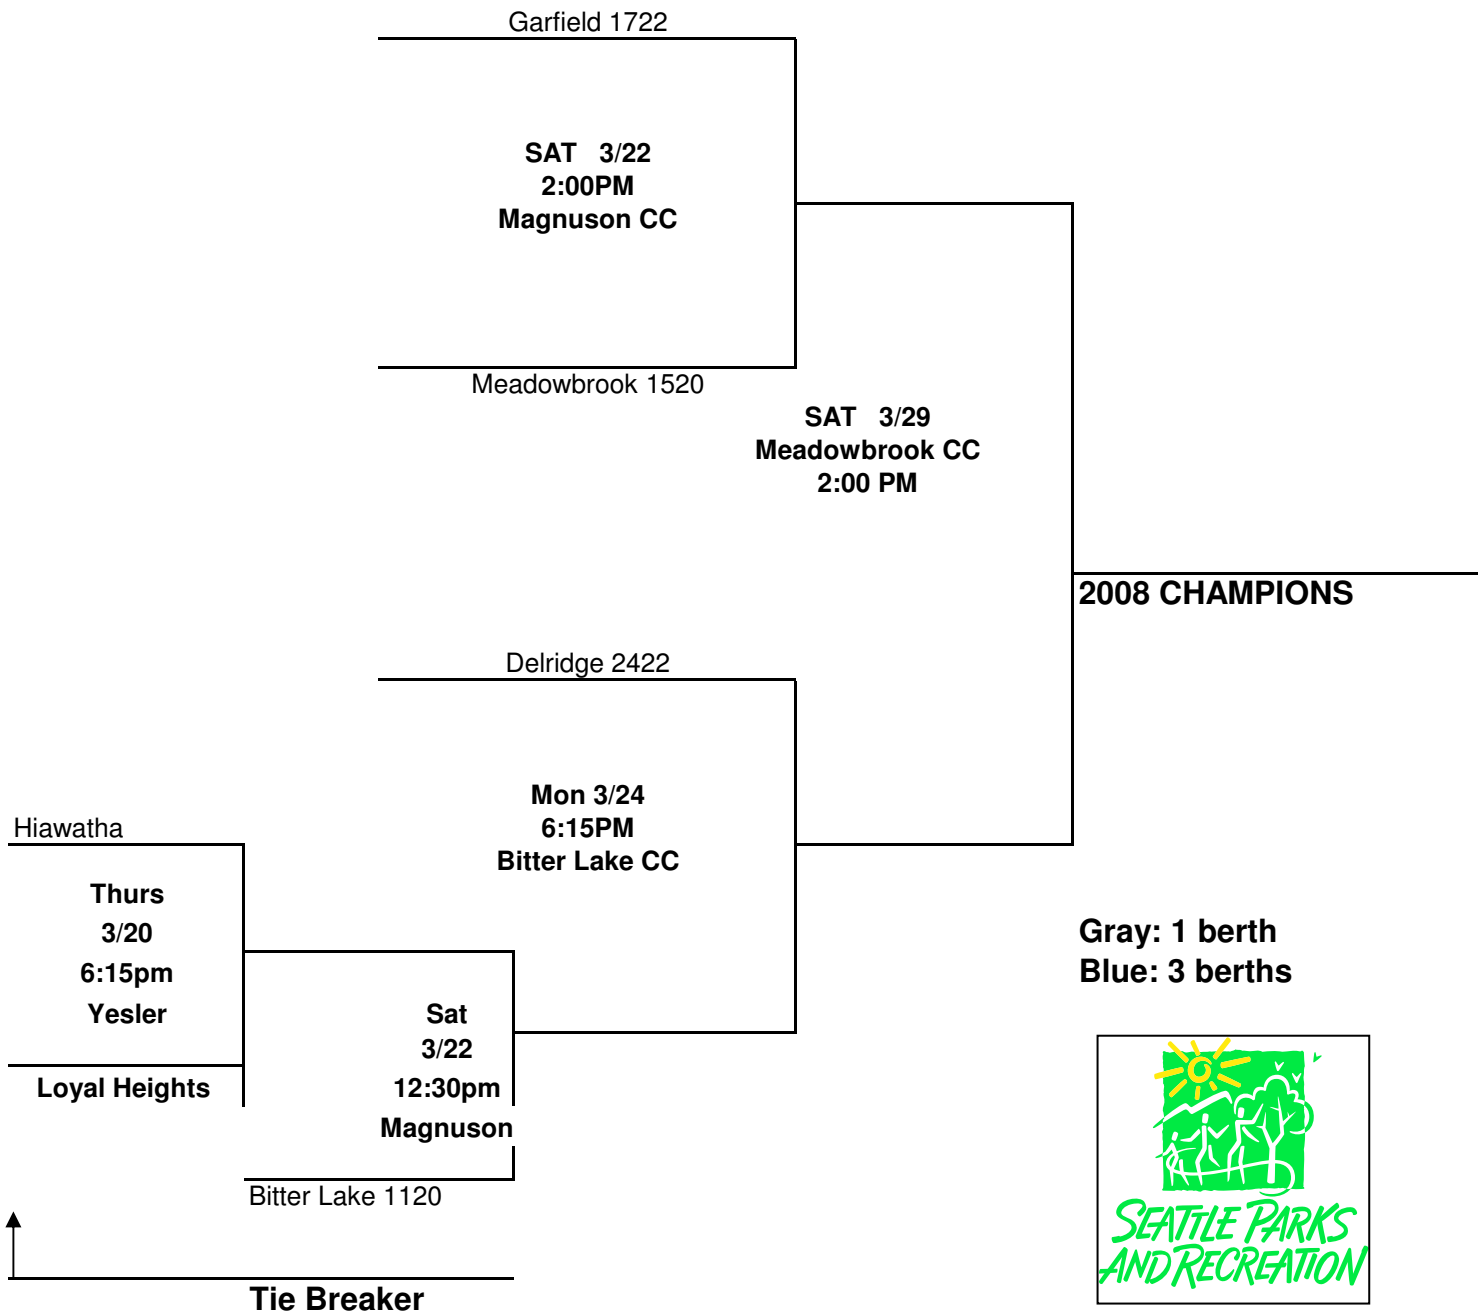 Garfield 1722
SAT   3/22
2:00PM
Magnuson CC
Meadowbrook 1520
SAT   3/29
Meadowbrook CC
2:00 PM
2008 CHAMPIONS
Delridge 2422
Mon 3/24
6:15PM
Bitter Lake CC
Hiawatha
Thurs
3/20
6:15pm
Yesler
Loyal Heights
Sat
3/22
12:30pm
Magnuson
Bitter Lake 1120
Tie Breaker
Gray: 1 berth
Blue: 3 berths
SEATTLE PARKS
AND RECREATION